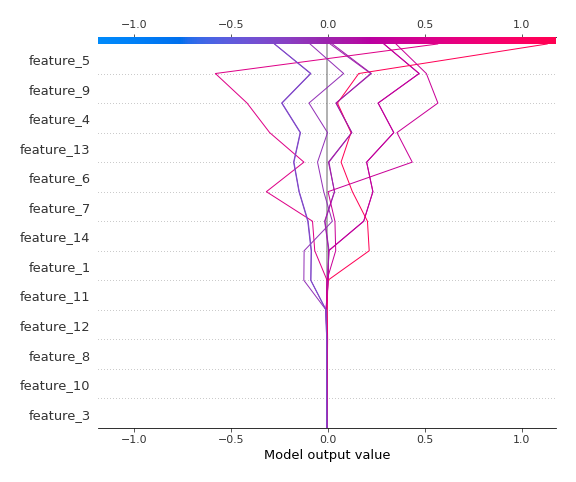 −1.0 −0.5 0.0 0.5 1.0
feature_5
feature_9
feature_4
feature_13
feature_6
feature_7
feature_14
feature_1
feature_11
feature_12
feature_8
feature_10
feature_3
−1.0 −0.5 0.0 0.5 1.0
Model output value